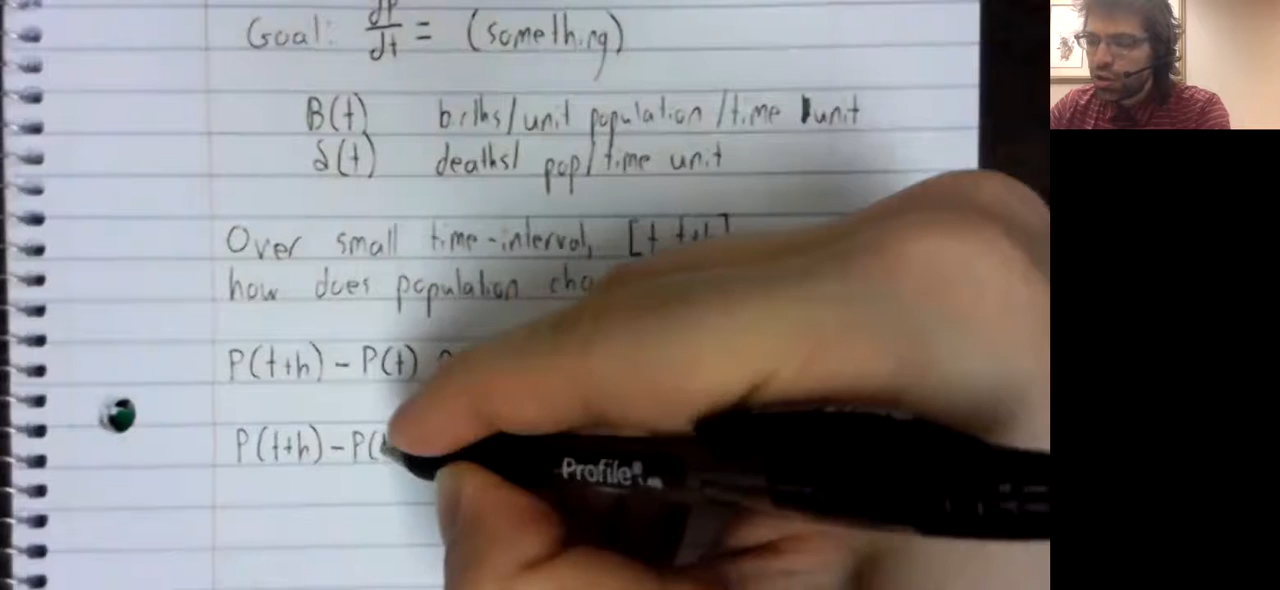 Goal: dP/dt = (something)
B(t) births/unit population/time unit
δ(t) deaths/ pop/time unit
Over small time-interval, [t t+h]
how does population cha
P(t+h) - P(t)
P(t+h) - P(
Profile